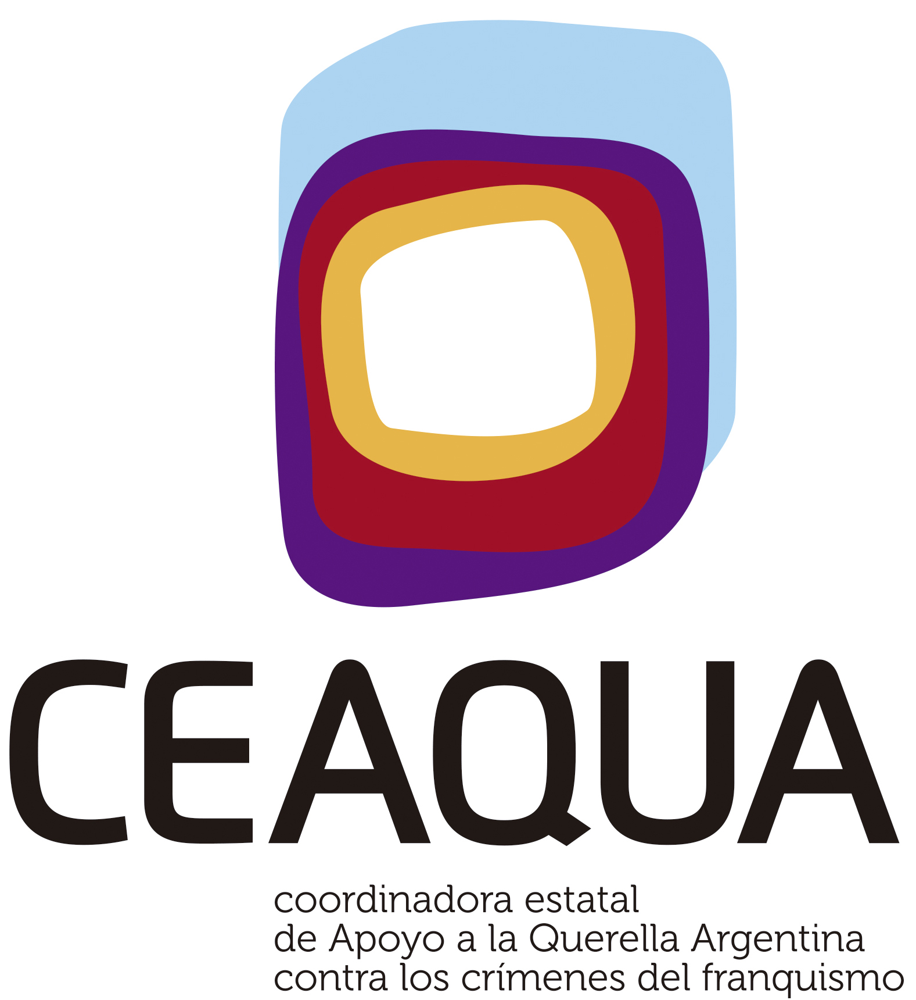 CEAQUA
coordinadora estatal
de Apoyo a la Querella Argentina
contra los crímenes del franquismo